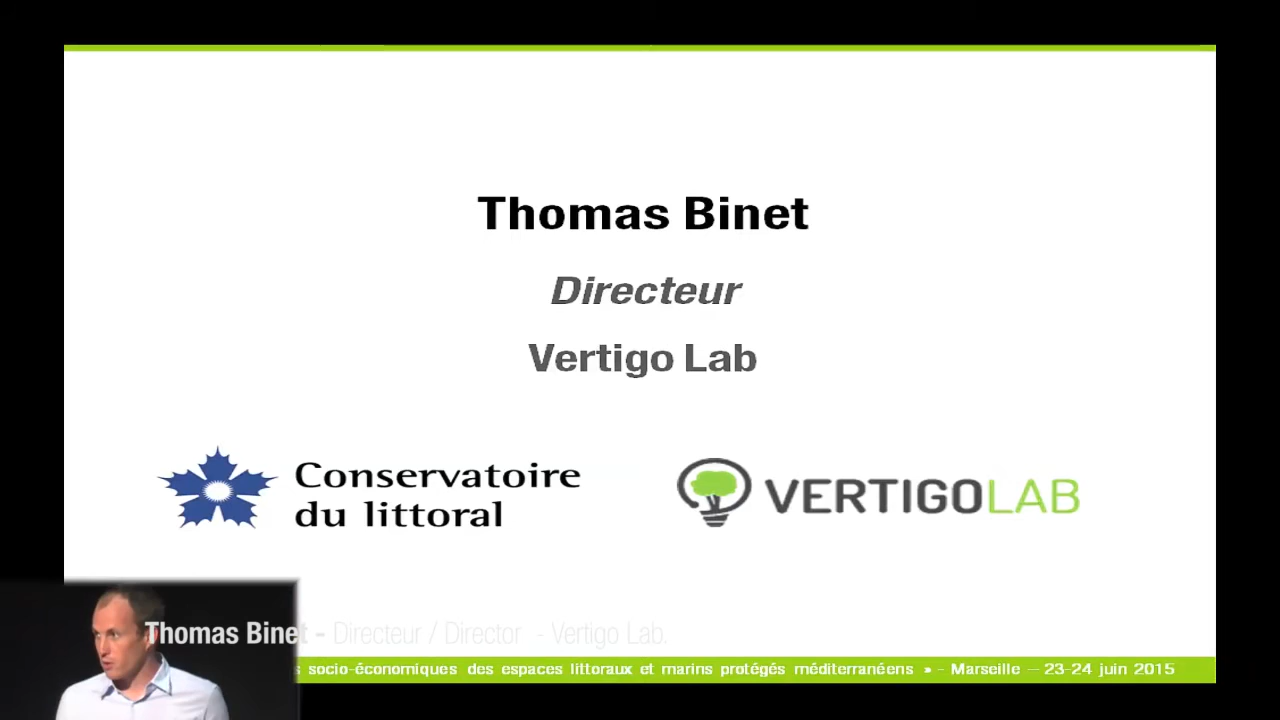 Thomas Binet
Directeur
Vertigo Lab
Conservatoire
du littoral
VERTIGOLAB
Thomas Binet - Directeur / Director - Vertigo Lab.
socio-économiques des espaces littoraux et marins protégés méditerranéens » - Marseille – 23-24 juin 2015